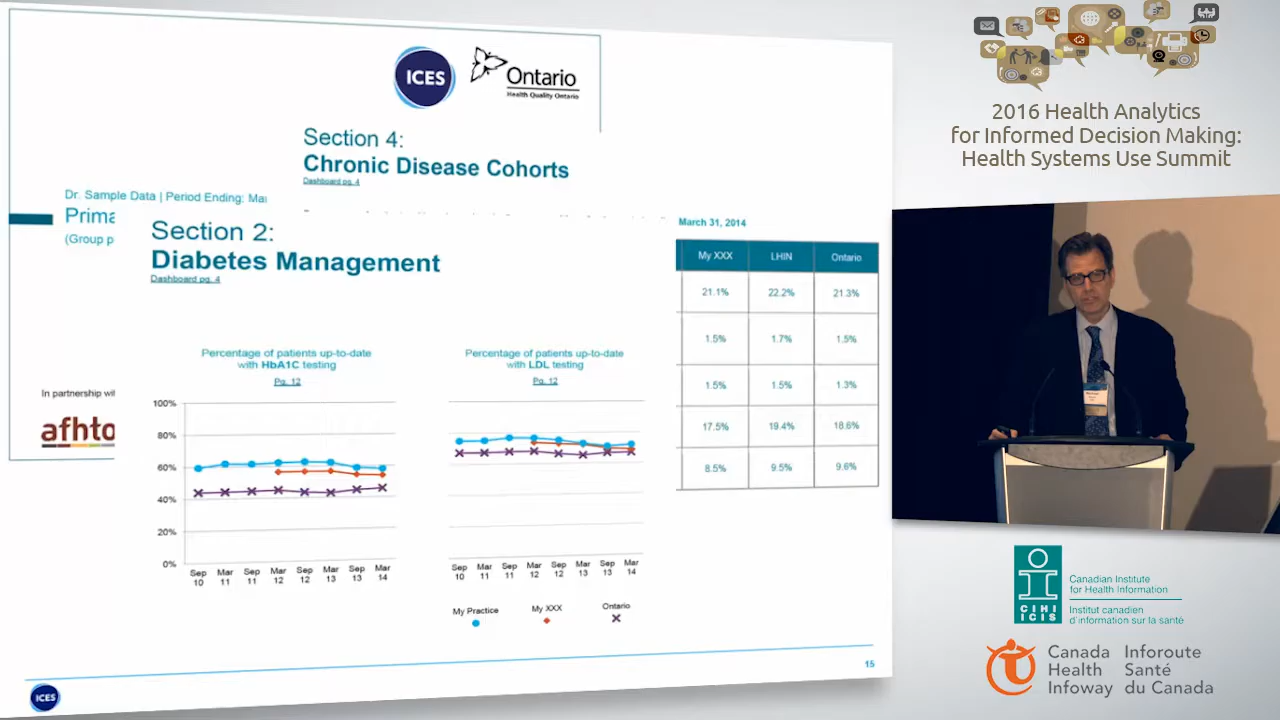 ICES
Ontario
Health Quality Ontario
Section 4:
Chronic Disease Cohorts
Dashboard pg. 4
Dr. Sample Data | Period Ending: Mar
Prima
(Group p
Section 2:
Diabetes Management
Dashboard pg. 4
March 31, 2014
My XXX LHIN Ontario
21.1% 22.2% 21.3%
1.5% 1.7% 1.5%
1.5% 1.5% 1.3%
17.5% 19.4% 18.6%
8.5% 9.5% 9.6%
In partnership wi
afhto
Percentage of patients up-to-date
with HbA1C testing
Pg. 12
100%
80%
60%
40%
20%
0%
Sep 10 Mar 11 Sep 11 Mar 12 Sep 12 Mar 13 Sep 13 Mar 14
Percentage of patients up-to-date
with LDL testing
Pg. 12
Sep 10 Mar 11 Sep 11 Mar 12 Sep 12 Mar 13 Sep 13 Mar 14
My Practice My XXX Ontario
15
ICES
2016 Health Analytics
for Informed Decision Making:
Health Systems Use Summit
CIHI
ICIS
Canadian Institute
for Health Information
Institut canadien
d'information sur la santé
Canada
Health
Infoway
Inforoute
Santé
du Canada